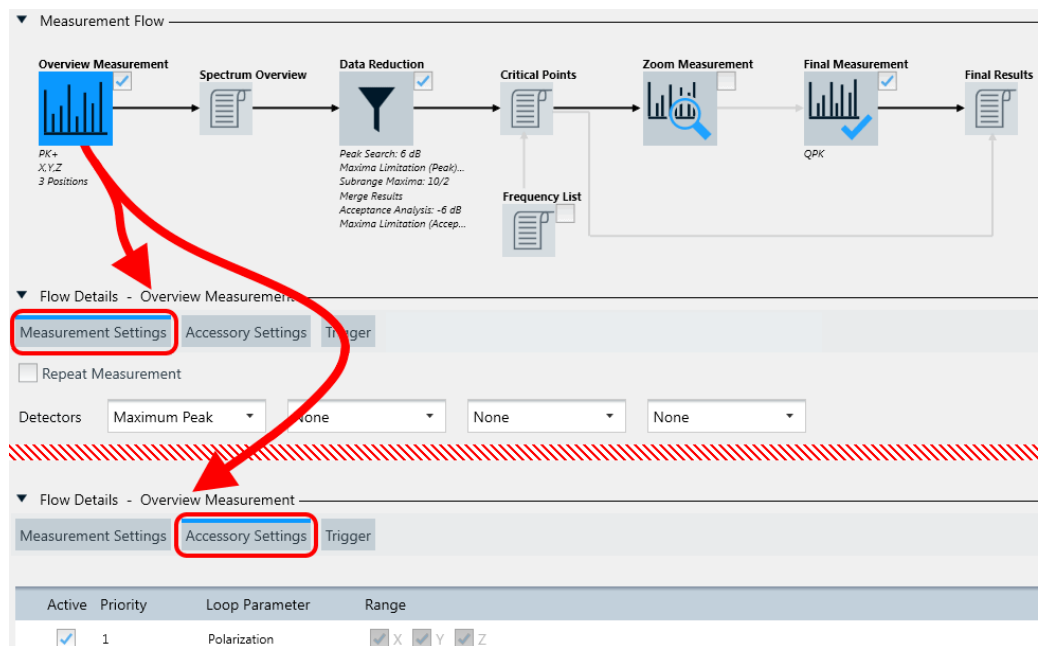 Measurement Flow
Overview Measurement
Spectrum Overview
Data Reduction
Critical Points
Zoom Measurement
Final Measurement
Final Results
PK+
X,Y,Z
3 Positions
Peak Search: 6 dB
Maxima Limitation (Peak)...
Subrange Maxima: 10/2
Merge Results
Acceptance Analysis: -6 dB
Maxima Limitation (Accep...
QPK
Frequency List
Flow Details - Overview Measurement
Measurement Settings Accessory Settings Trigger
Repeat Measurement
Detectors Maximum Peak None None None
Flow Details - Overview Measurement
Measurement Settings Accessory Settings Trigger
Active Priority Loop Parameter Range
1 Polarization X Y Z